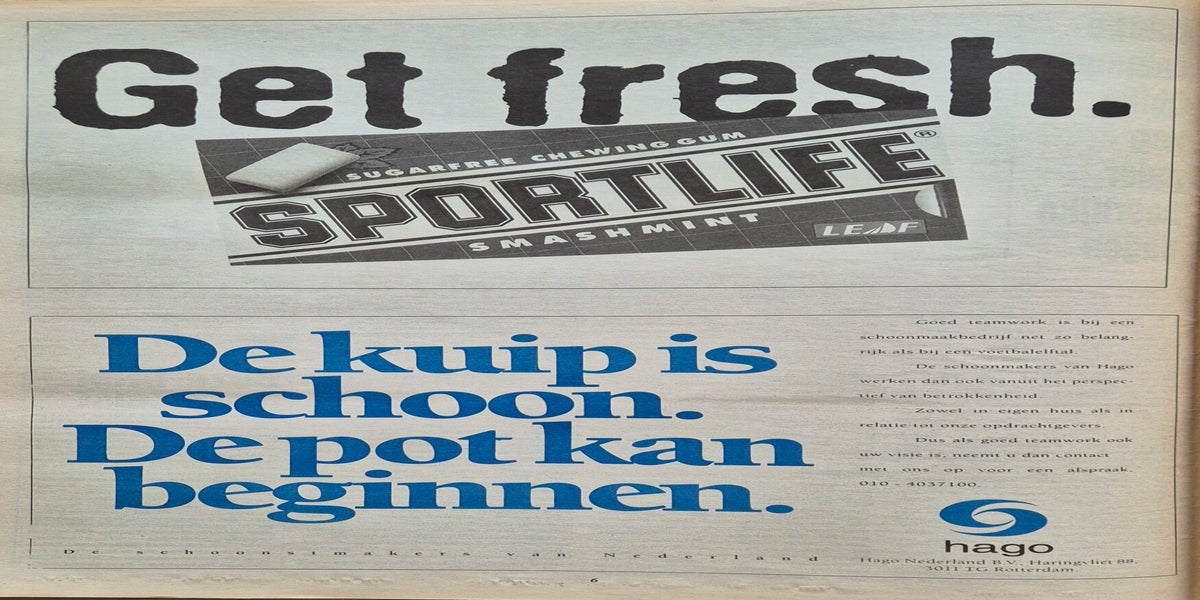 Get fresh.
SUGARFREE CHEWING GUM
SPORTLIFE®
SMASHMINT
LEAF
De kuip is
schoon.
De pot kan
beginnen.
De schoonstmakers van Nederland
Goed teamwork is bij een
schoonmaakbedrijf net zo belang-
rijk als bij een voetbalelftal.
De schoonmakers van Hago
werken dan ook vanuit het perspec-
tief van betrokkenheid.
Zowel in eigen huis als in
relatie tot onze opdrachtgevers.
Dus als goed teamwork ook
uw visie is, neemt u dan contact
met ons op voor een afspraak.
010 - 4037100.
hago
Hago Nederland B.V., Haringvliet 88,
3011 TG Rotterdam.
6